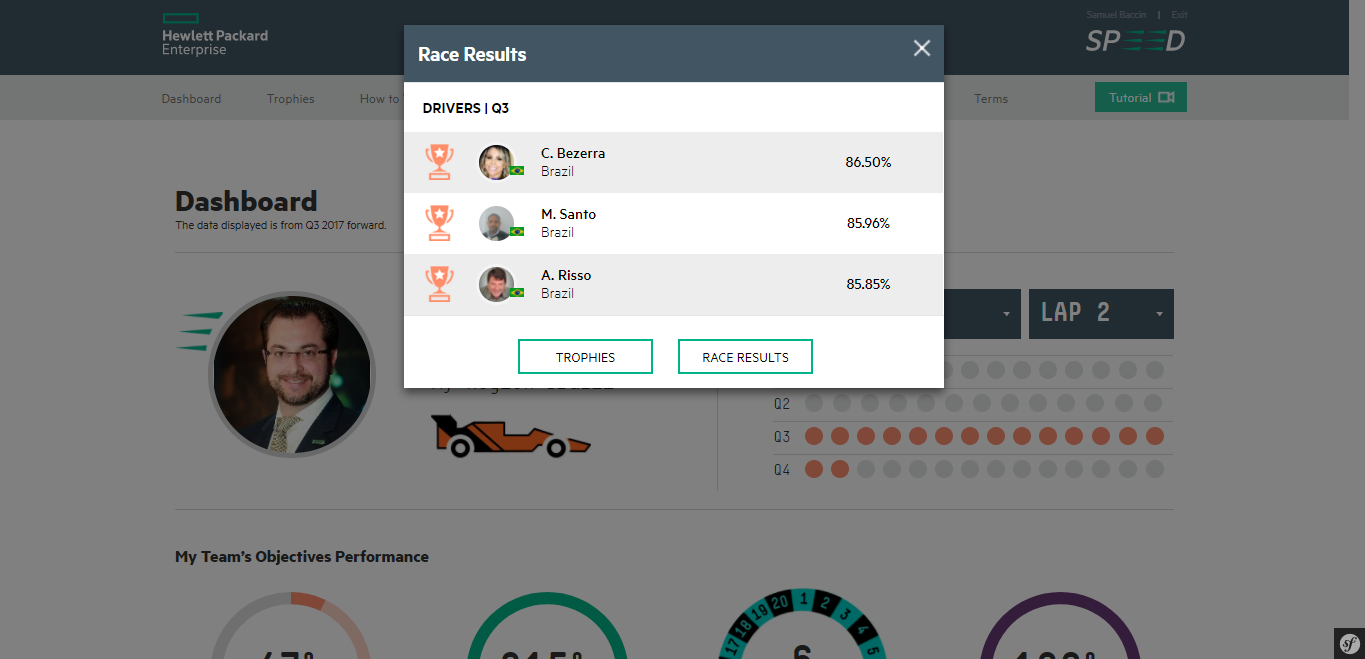 Hewlett Packard
Enterprise
Samuel Baccin | Exit
SPEED
Dashboard
Trophies
How to
Terms
Tutorial
Race Results
DRIVERS | Q3
C. Bezerra
Brazil
86.50%
M. Santo
Brazil
85.96%
A. Risso
Brazil
85.85%
TROPHIES
RACE RESULTS
Dashboard
The data displayed is from Q3 2017 forward.
LAP 2
Q2
Q3
Q4
My Team's Objectives Performance
17 18 19 20 1 2 3 4 5
6
sf